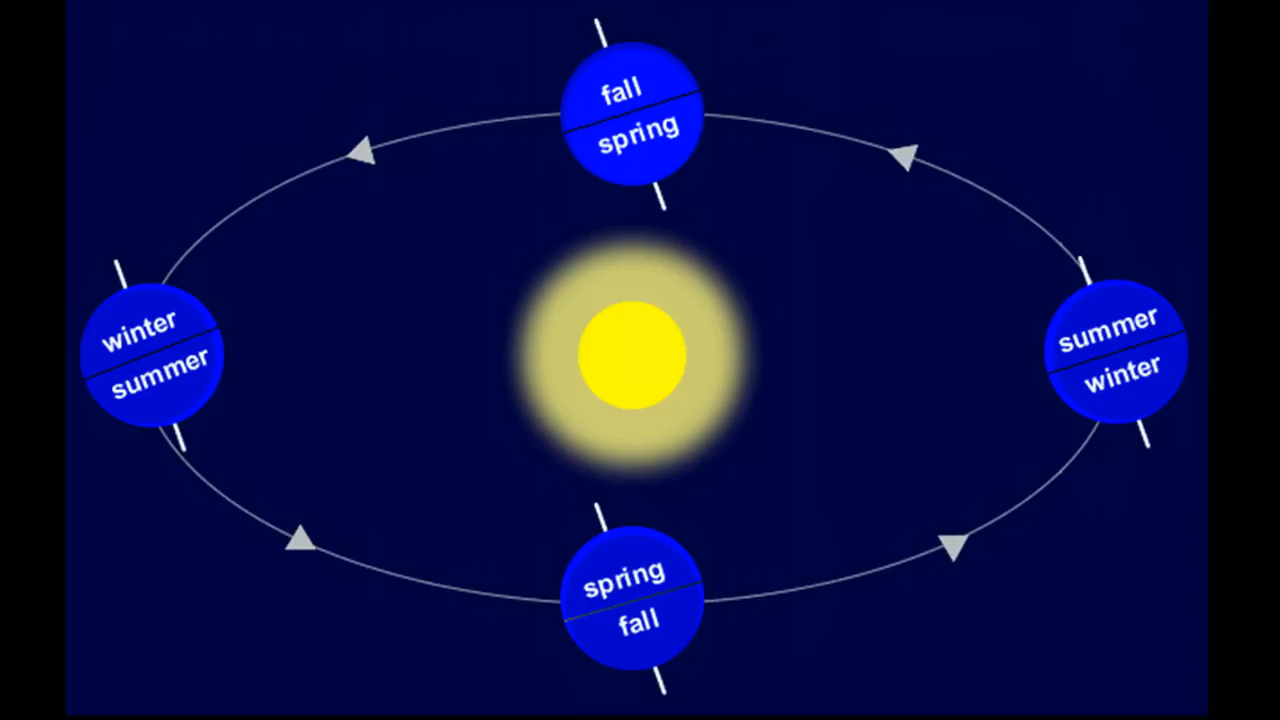 fall
spring
winter
summer
summer
winter
spring
fall